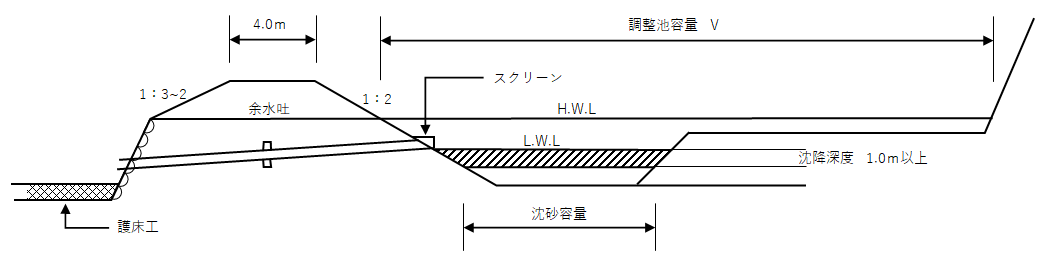 4.0ｍ
調整池容量　V
スクリーン
1：3~2
1：2
余水吐
H.W.L
L.W.L
沈降深度　1.0ｍ以上
沈砂容量
護床工